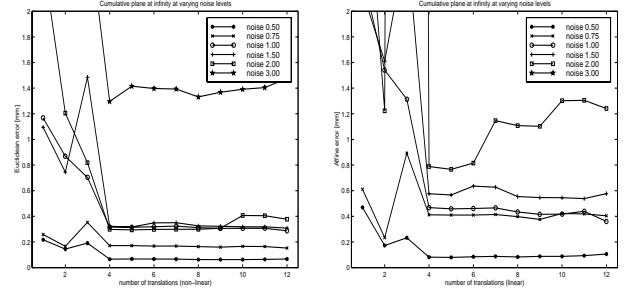 Cumulative plane at infinity at varying noise levels
2
1.8
1.6
1.4
1.2
1
0.8
0.6
0.4
0.2
0
Euclidean error [mm]
noise 0.50
noise 0.75
noise 1.00
noise 1.50
noise 2.00
noise 3.00
2 4 6 8 10 12
number of translations (non-linear)
Cumulative plane at infinity at varying noise levels
2
1.8
1.6
1.4
1.2
1
0.8
0.6
0.4
0.2
0
Affine error [mm]
noise 0.50
noise 0.75
noise 1.00
noise 1.50
noise 2.00
noise 3.00
2 4 6 8 10 12
number of translations (linear)